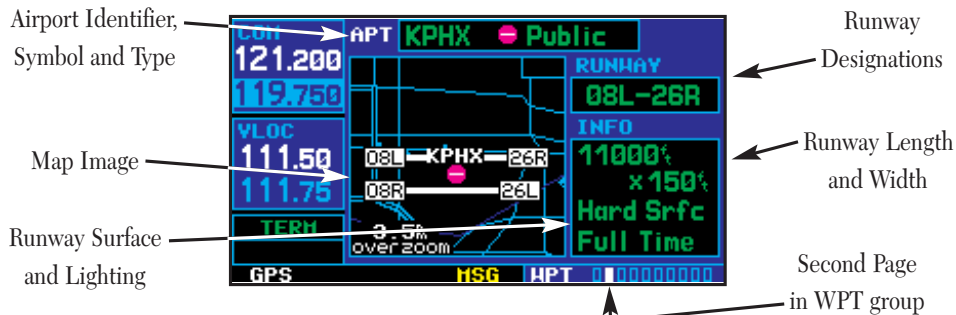 Airport Identifier,
Symbol and Type
Map Image
Runway Surface
and Lighting
COM
121.200
119.750
VLOC
111.50
111.75
TERM
GPS
APT KPHX Public
08L KPHX 26R
08R 26L
3.5
overzoom
MSG
RUNWAY
08L-26R
INFO
11000ft
x 150ft
Hard Srfc
Full Time
WPT
Runway
Designations
Runway Length
and Width
Second Page
in WPT group